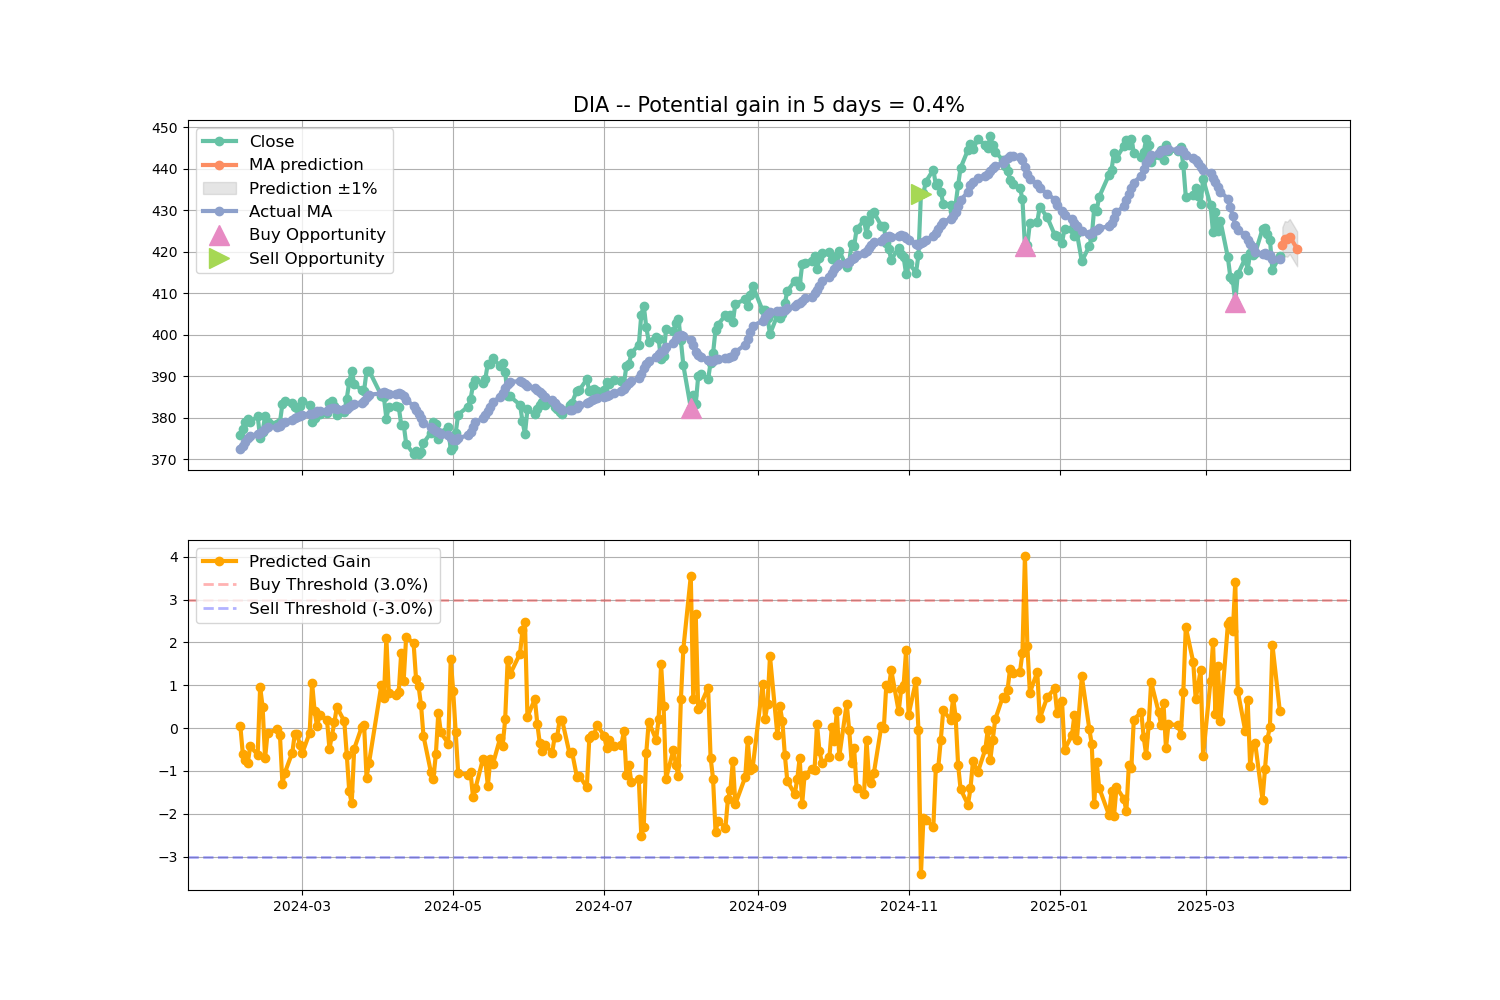 DIA -- Potential gain in 5 days = 0.4%
450
440
430
420
410
400
390
380
370
Close
MA prediction
Prediction ±1%
Actual MA
Buy Opportunity
Sell Opportunity
4
3
2
1
0
−1
−2
−3
Predicted Gain
Buy Threshold (3.0%)
Sell Threshold (-3.0%)
2024-03
2024-05
2024-07
2024-09
2024-11
2025-01
2025-03